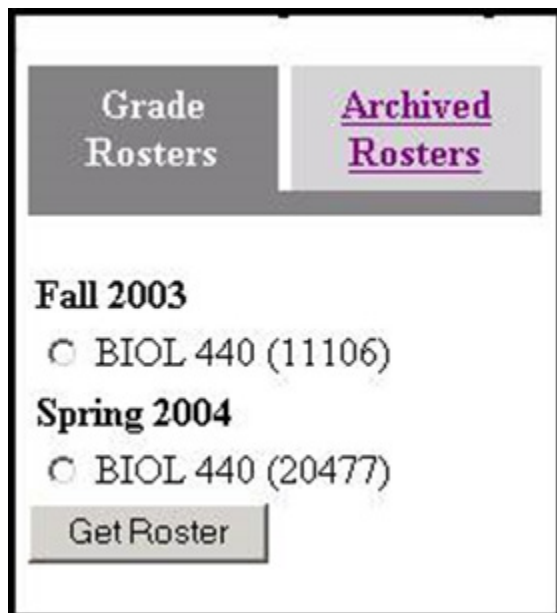 Grade
Rosters
Archived
Rosters
Fall 2003
BIOL 440 (11106)
Spring 2004
BIOL 440 (20477)
Get Roster